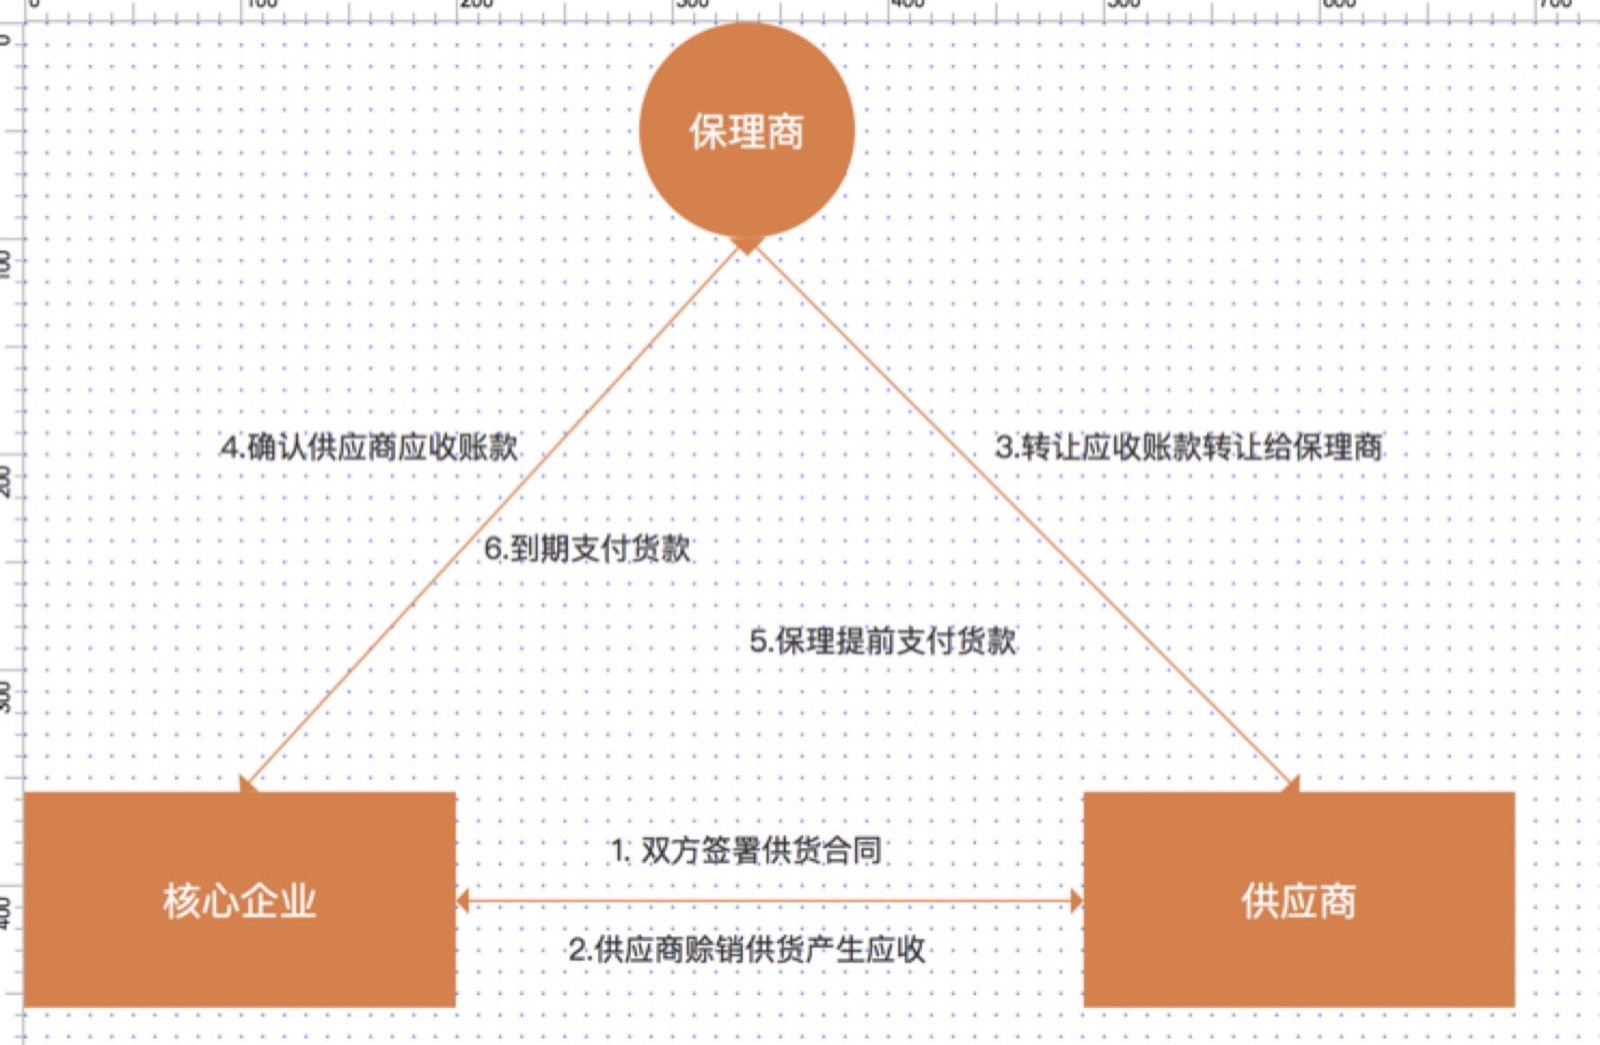 0 100 200 300 400 500 600 700
0
保理商
100
4.确认供应商应收账款
3.转让应收账款转让给保理商
200
6.到期支付货款
5.保理提前支付货款
300
1. 双方签署供货合同
核心企业
供应商
400
2.供应商赊销供货产生应收